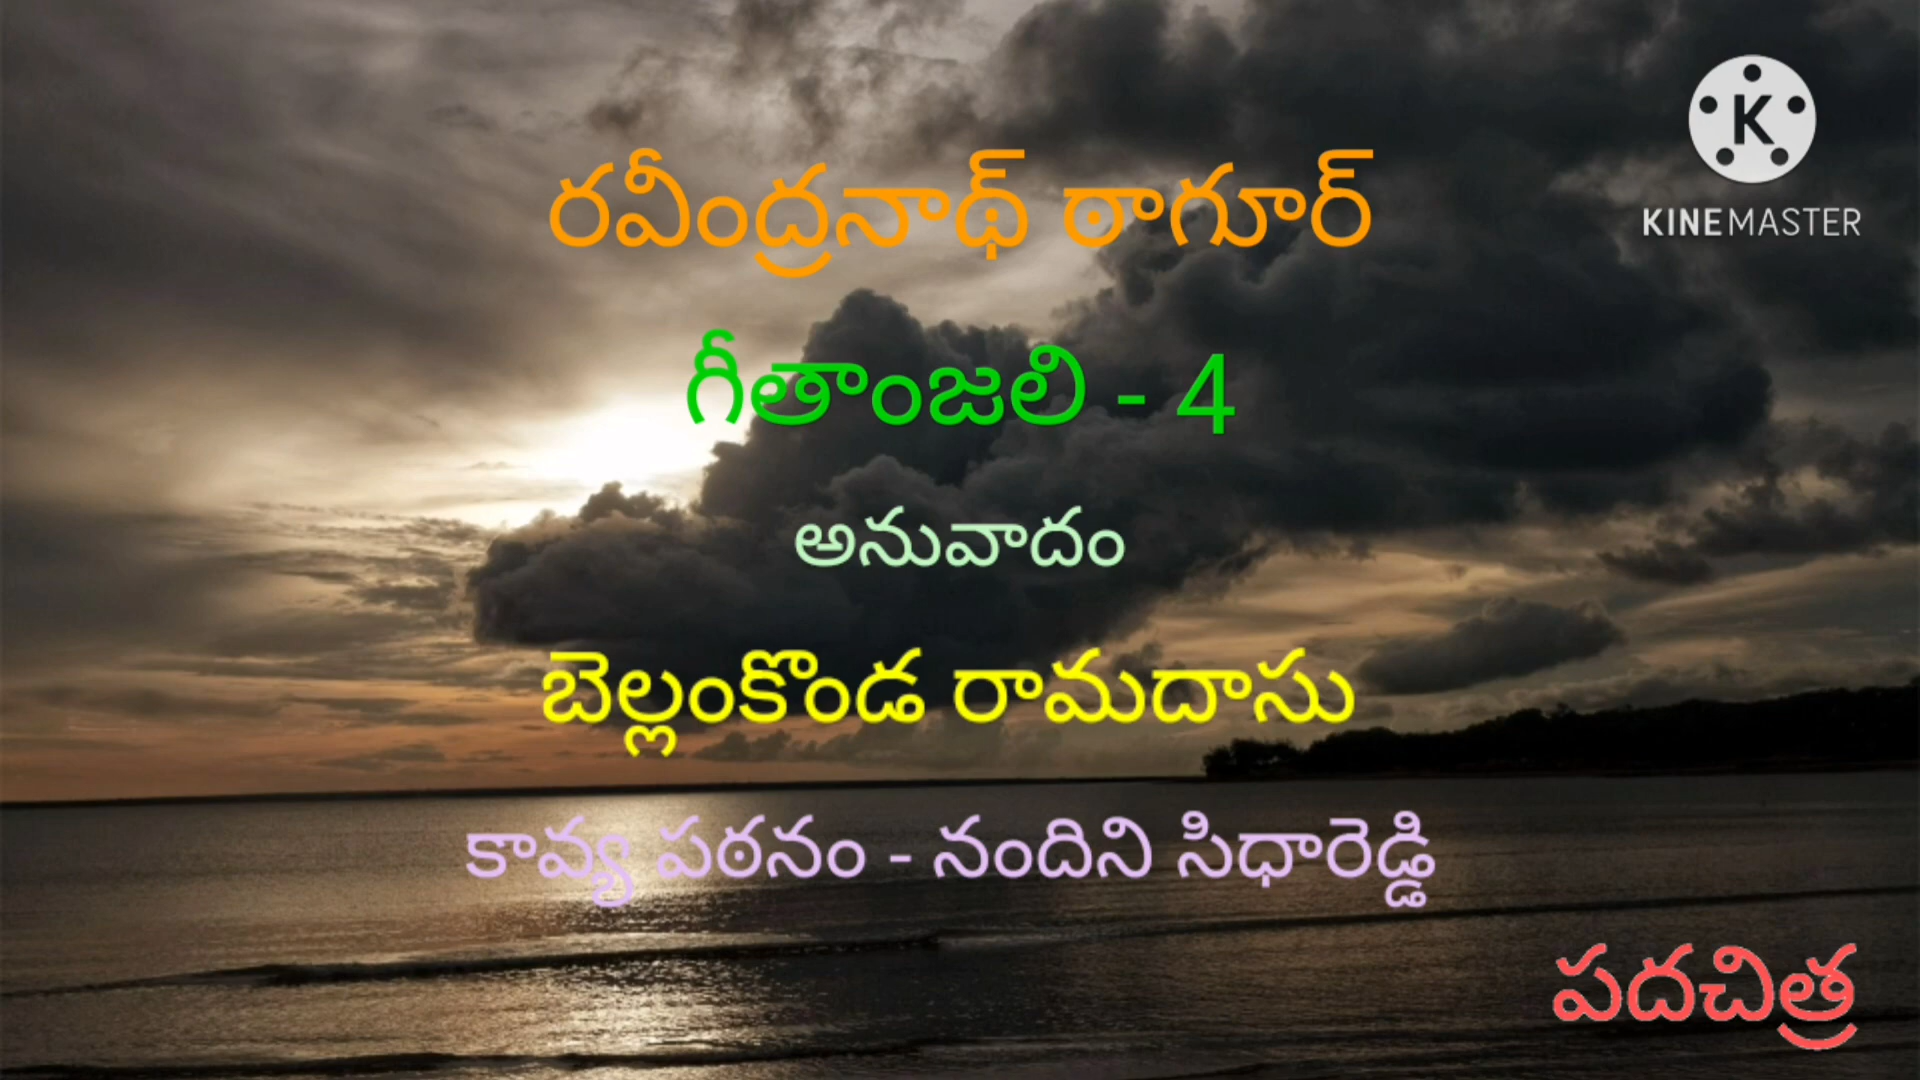 రవీంద్రనాథ్ ఠాగూర్
KINEMASTER
గీతాంజలి - 4
అనువాదం
బెల్లంకొండ రామదాసు
కావ్య పఠనం - నందిని సిధారెడ్డి
పదచిత్ర